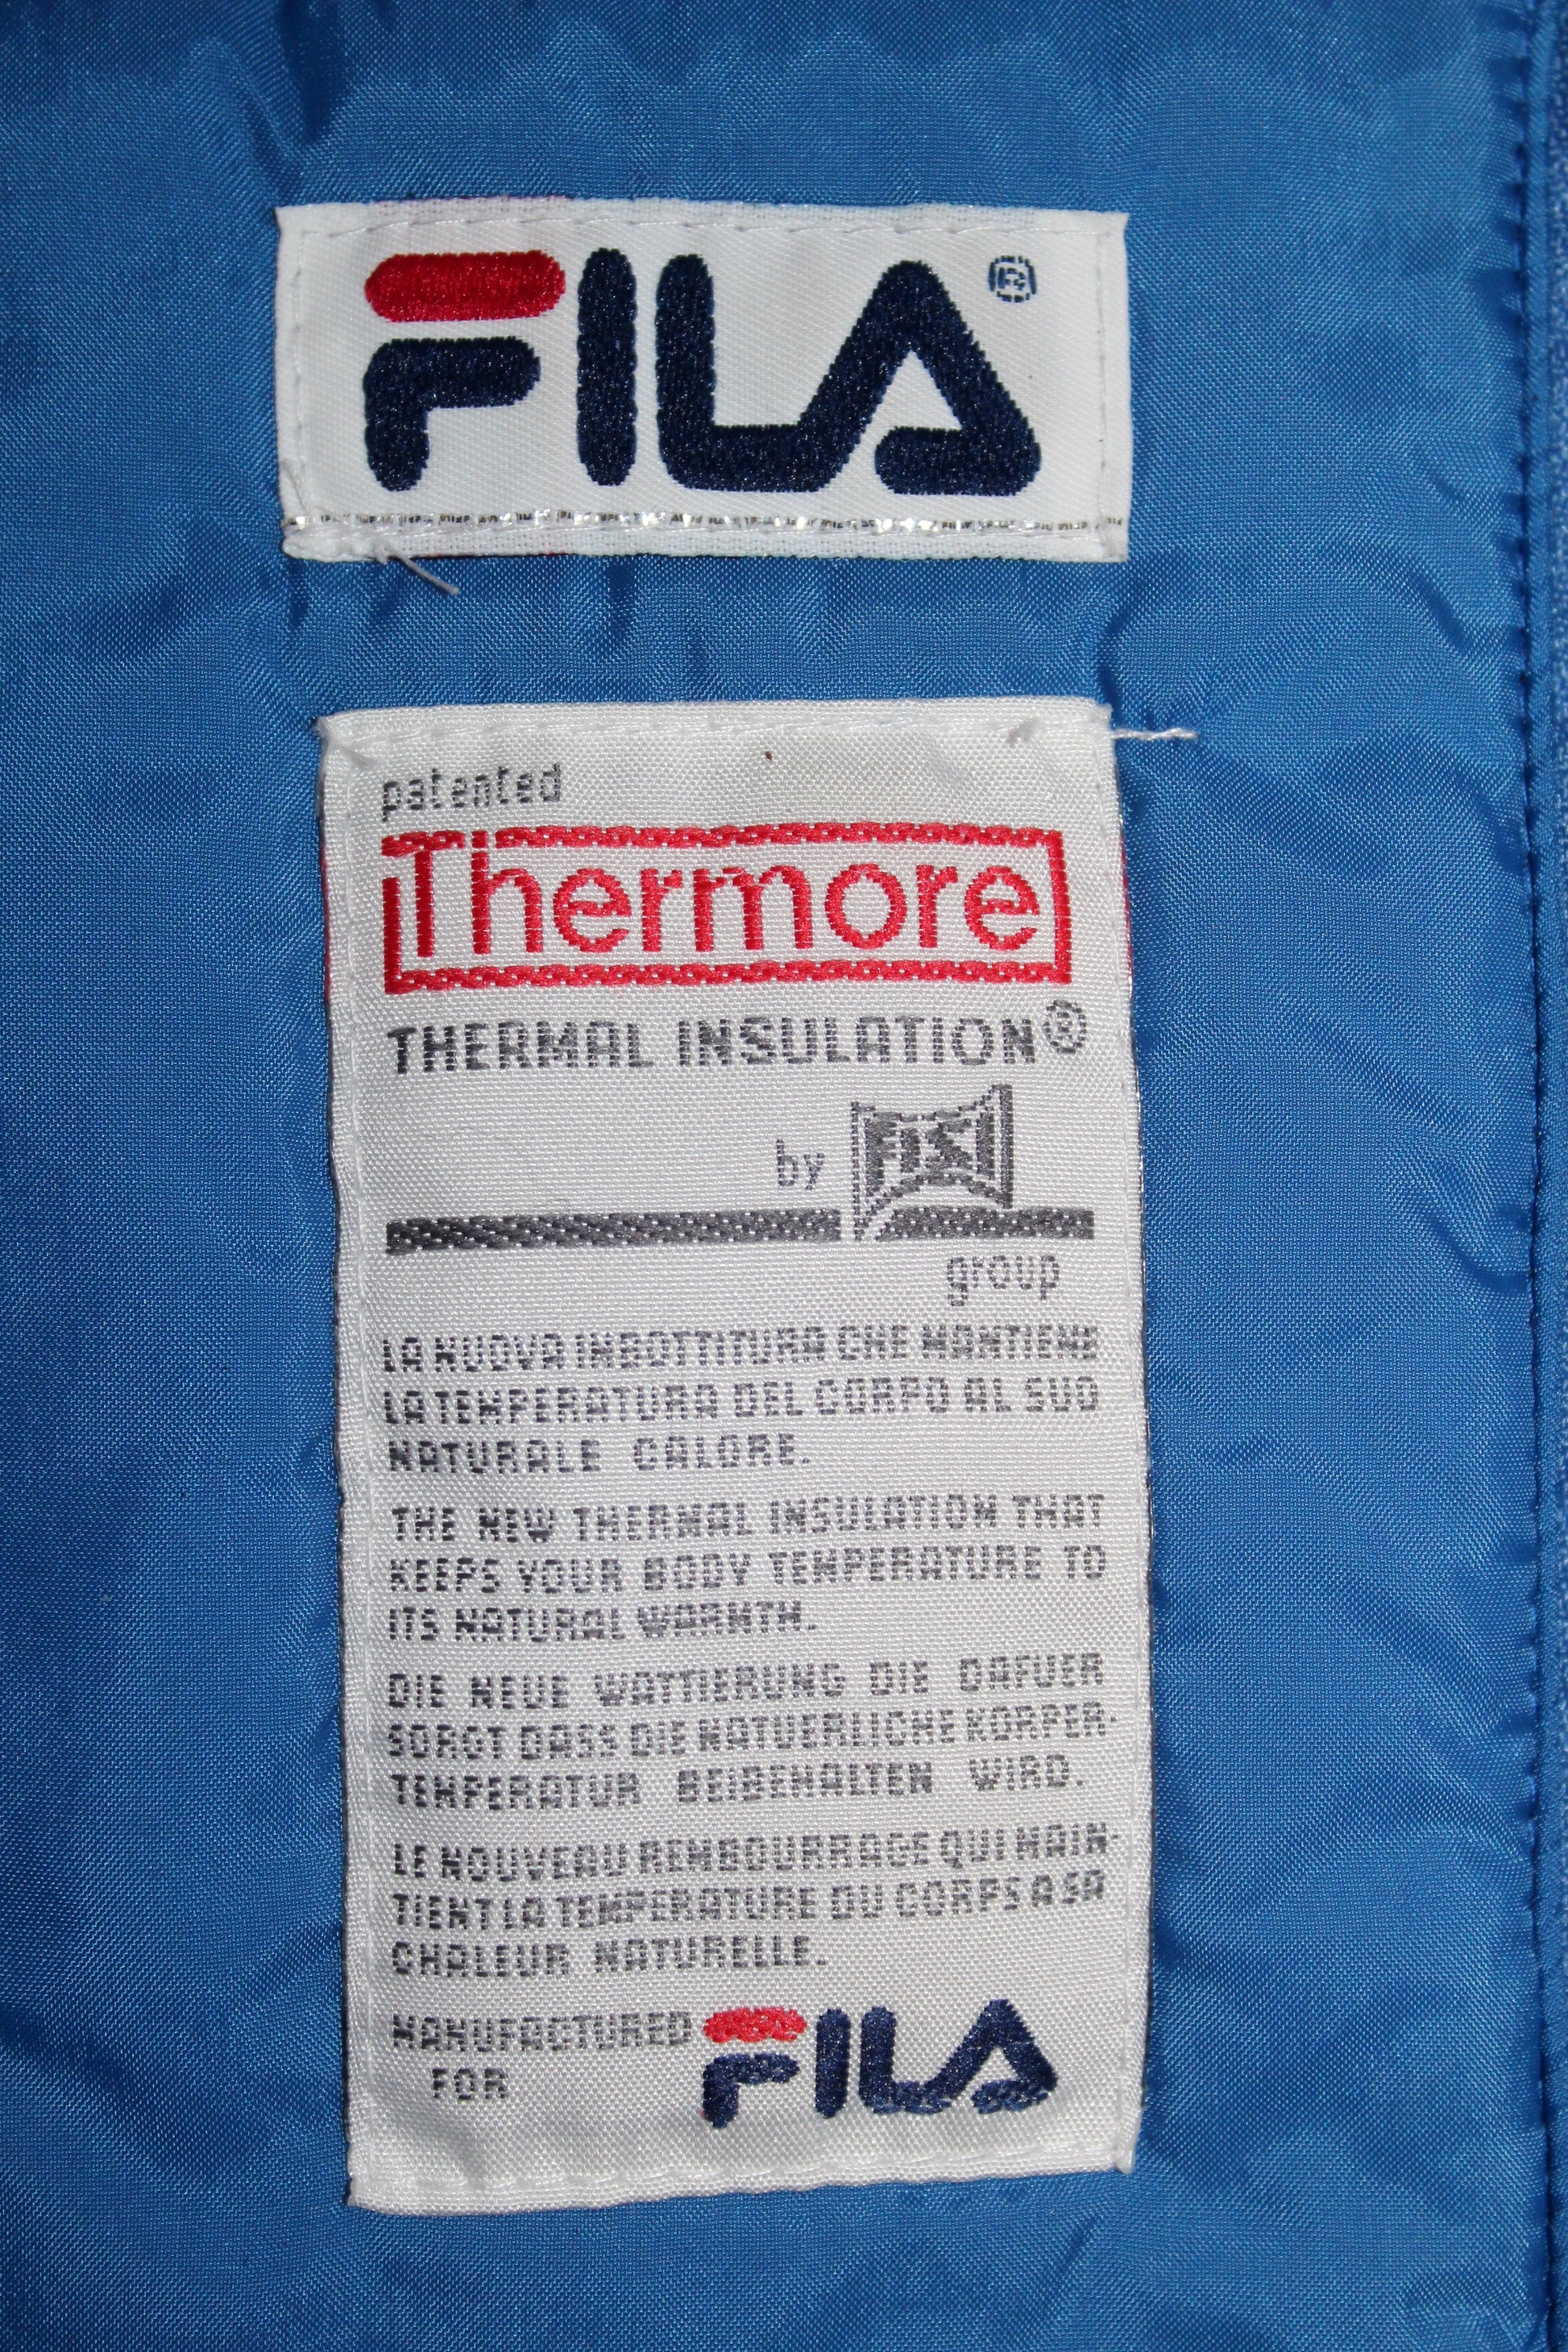 FILA®
patented
Thermore
THERMAL INSULATION®
by FISI
group
LA NUOVA IMBOTTITURA CHE MANTIENE
LA TEMPERATURA DEL CORPO AL SUO
NATURALE CALORE.
THE NEW THERMAL INSULATION THAT
KEEPS YOUR BODY TEMPERATURE TO
ITS NATURAL WARMTH.
DIE NEUE WATTIERUNG DIE DAFUER
SORGT DASS DIE NATUERLICHE KORPER-
TEMPERATUR BEIBEHALTEN WIRD.
LE NOUVEAU REMBOURRAGE QUI MAIN-
TIENT LA TEMPERATURE DU CORPS A SA
CHALEUR NATURELLE.
MANUFACTURED
FOR FILA